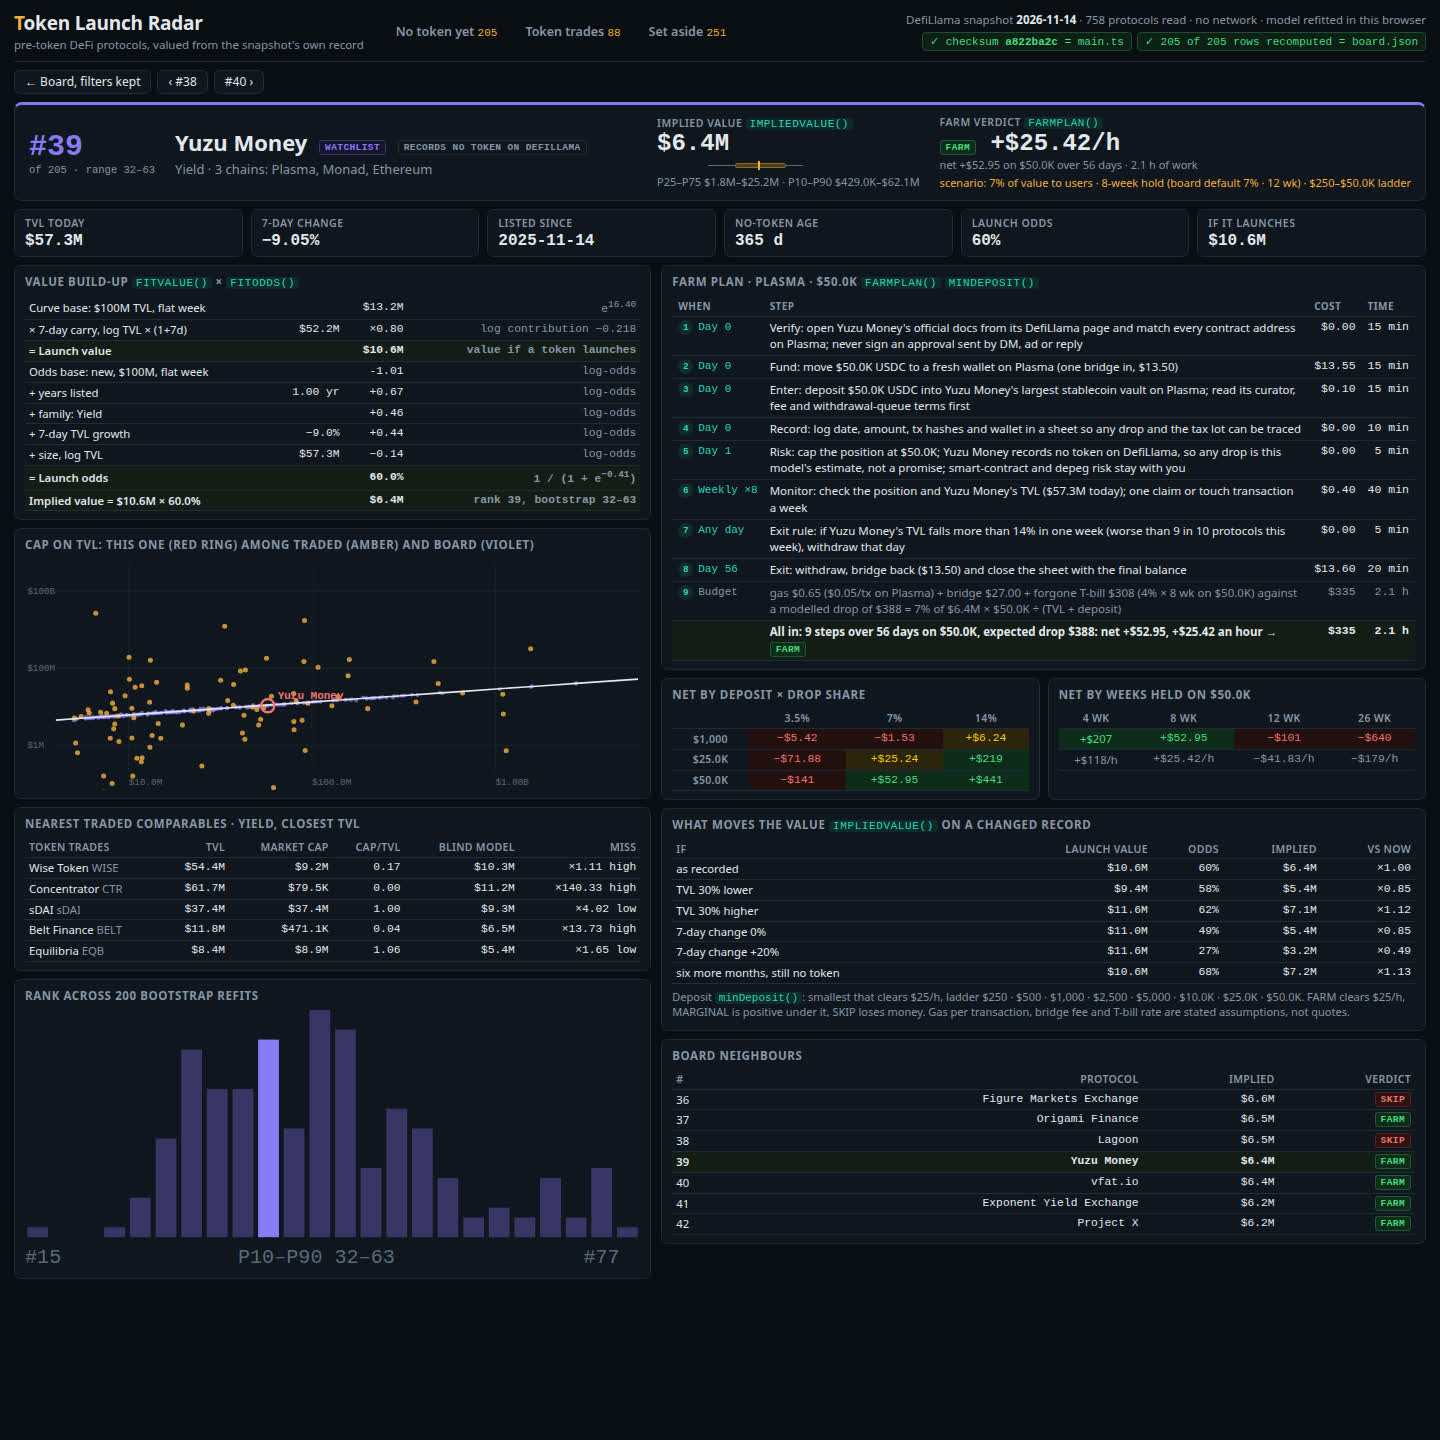 Token Launch Radar
pre-token DeFi protocols, valued from the snapshot's own record
No token yet 205 Token trades 88 Set aside 251
DefiLlama snapshot 2026-11-14 · 758 protocols read · no network · model refitted in this browser
✓ checksum a822ba2c = main.ts ✓ 205 of 205 rows recomputed = board.json
← Board, filters kept ‹ #38 #40 ›
#39
of 205 · range 32–63
Yuzu Money WATCHLIST RECORDS NO TOKEN ON DEFILLAMA
Yield · 3 chains: Plasma, Monad, Ethereum
IMPLIED VALUE IMPLIEDVALUE()
$6.4M
P25–P75 $1.8M–$25.2M · P10–P90 $429.0K–$62.1M
FARM VERDICT FARMPLAN()
FARM +$25.42/h
net +$52.95 on $50.0K over 56 days · 2.1 h of work
scenario: 7% of value to users · 8-week hold (board default 7% · 12 wk) · $250–$50.0K ladder
TVL TODAY
$57.3M
7-DAY CHANGE
−9.05%
LISTED SINCE
2025-11-14
NO-TOKEN AGE
365 d
LAUNCH ODDS
60%
IF IT LAUNCHES
$10.6M
VALUE BUILD-UP FITVALUE() × FITODDS()
Curve base: $100M TVL, flat week $13.2M e^16.40
× 7-day carry, log TVL × (1+7d) $52.2M ×0.80 log contribution −0.218
= Launch value $10.6M value if a token launches
Odds base: new, $100M, flat week -1.01 log-odds
+ years listed 1.00 yr +0.67 log-odds
+ family: Yield +0.46 log-odds
+ 7-day TVL growth −9.0% +0.44 log-odds
+ size, log TVL $57.3M −0.14 log-odds
= Launch odds 60.0% 1 / (1 + e^−0.41)
Implied value = $10.6M × 60.0% $6.4M rank 39, bootstrap 32–63
CAP ON TVL: THIS ONE (RED RING) AMONG TRADED (AMBER) AND BOARD (VIOLET)
$100B
$100M
Yuzu Money
$1M
$10.0M $100.0M $1.00B
NEAREST TRADED COMPARABLES · YIELD, CLOSEST TVL
TOKEN TRADES TVL MARKET CAP CAP/TVL BLIND MODEL MISS
Wise Token WISE $54.4M $9.2M 0.17 $10.3M ×1.11 high
Concentrator CTR $61.7M $79.5K 0.00 $11.2M ×140.33 high
sDAI sDAI $37.4M $37.4M 1.00 $9.3M ×4.02 low
Belt Finance BELT $11.8M $471.1K 0.04 $6.5M ×13.73 high
Equilibria EQB $8.4M $8.9M 1.06 $5.4M ×1.65 low
RANK ACROSS 200 BOOTSTRAP REFITS
#15 P10–P90 32–63 #77
FARM PLAN · PLASMA · $50.0K FARMPLAN() MINDEPOSIT()
WHEN STEP COST TIME
1 Day 0 Verify: open Yuzu Money's official docs from its DefiLlama page and match every contract address $0.00 15 min
on Plasma; never sign an approval sent by DM, ad or reply
2 Day 0 Fund: move $50.0K USDC to a fresh wallet on Plasma (one bridge in, $13.50) $13.55 15 min
3 Day 0 Enter: deposit $50.0K USDC into Yuzu Money's largest stablecoin vault on Plasma; read its curator, $0.10 15 min
fee and withdrawal-queue terms first
4 Day 0 Record: log date, amount, tx hashes and wallet in a sheet so any drop and the tax lot can be traced $0.00 10 min
5 Day 1 Risk: cap the position at $50.0K; Yuzu Money records no token on DefiLlama, so any drop is this $0.00 5 min
model's estimate, not a promise; smart-contract and depeg risk stay with you
6 Weekly ×8 Monitor: check the position and Yuzu Money's TVL ($57.3M today); one claim or touch transaction $0.40 40 min
a week
7 Any day Exit rule: if Yuzu Money's TVL falls more than 14% in one week (worse than 9 in 10 protocols this $0.00 5 min
week), withdraw that day
8 Day 56 Exit: withdraw, bridge back ($13.50) and close the sheet with the final balance $13.60 20 min
9 Budget gas $0.65 ($0.05/tx on Plasma) + bridge $27.00 + forgone T-bill $308 (4% × 8 wk on $50.0K) against $335 2.1 h
a modelled drop of $388 = 7% of $6.4M × $50.0K ÷ (TVL + deposit)
All in: 9 steps over 56 days on $50.0K, expected drop $388: net +$52.95, +$25.42 an hour → $335 2.1 h
FARM
NET BY DEPOSIT × DROP SHARE
3.5% 7% 14%
$1,000 −$5.42 −$1.53 +$6.24
$25.0K −$71.88 +$25.24 +$219
$50.0K −$141 +$52.95 +$441
NET BY WEEKS HELD ON $50.0K
4 WK 8 WK 12 WK 26 WK
+$207 +$52.95 −$101 −$640
+$118/h +$25.42/h −$41.83/h −$179/h
WHAT MOVES THE VALUE IMPLIEDVALUE() ON A CHANGED RECORD
IF LAUNCH VALUE ODDS IMPLIED VS NOW
as recorded $10.6M 60% $6.4M ×1.00
TVL 30% lower $9.4M 58% $5.4M ×0.85
TVL 30% higher $11.6M 62% $7.1M ×1.12
7-day change 0% $11.0M 49% $5.4M ×0.85
7-day change +20% $11.6M 27% $3.2M ×0.49
six more months, still no token $10.6M 68% $7.2M ×1.13
Deposit minDeposit(): smallest that clears $25/h, ladder $250 · $500 · $1,000 · $2,500 · $5,000 · $10.0K · $25.0K · $50.0K. FARM clears $25/h,
MARGINAL is positive under it, SKIP loses money. Gas per transaction, bridge fee and T-bill rate are stated assumptions, not quotes.
BOARD NEIGHBOURS
# PROTOCOL IMPLIED VERDICT
36 Figure Markets Exchange $6.6M SKIP
37 Origami Finance $6.5M FARM
38 Lagoon $6.5M SKIP
39 Yuzu Money $6.4M FARM
40 vfat.io $6.4M FARM
41 Exponent Yield Exchange $6.2M FARM
42 Project X $6.2M FARM